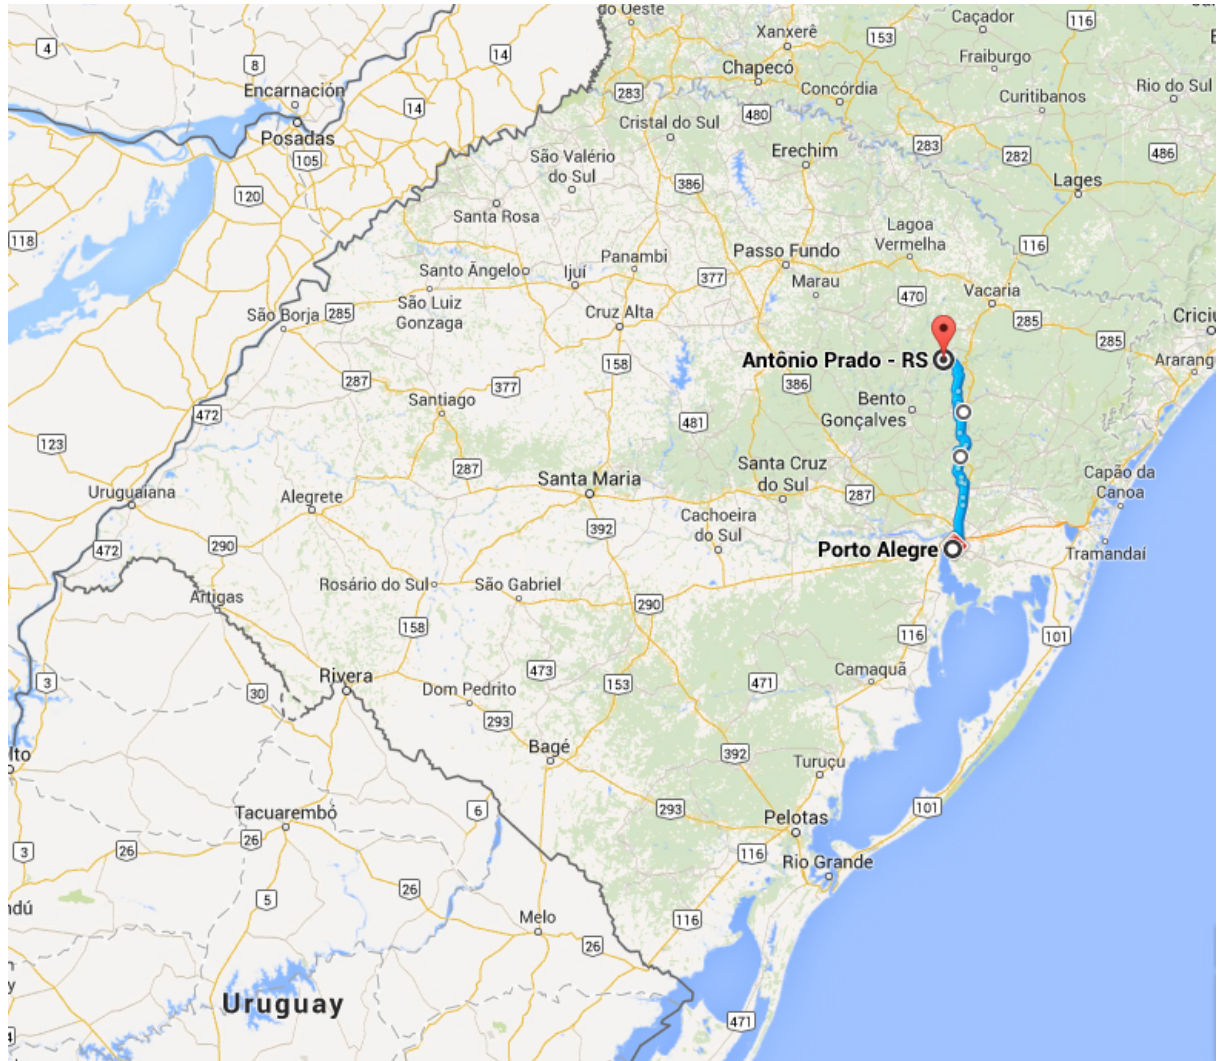 do Oeste
Caçador
116
4
Xanxerê
153
14
Fraiburgo
8
Chapecó
Encarnación
283
Concórdia
Rio do Sul
14
Curitibanos
480
Cristal do Sul
Posadas
283
Erechim
105
São Valério
do Sul
282
486
386
Lages
120
Santa Rosa
Lagoa
Vermelha
118
116
Passo Fundo
Panambi
Santo Ângelo
Ijuí
377
Marau
470
Vacaria
São Luiz
Gonzaga
São Borja
285
Cruz Alta
285
285
Criciu
Antônio Prado - RS
Ararang
158
287
377
386
Santiago
Bento
Gonçalves
472
481
123
287
Santa Cruz
do Sul
Capão da
Canoa
Santa Maria
Uruguaiana
Alegrete
287
Cachoeira
do Sul
392
472
290
Porto Alegre
Tramandaí
Rosário do Sul
São Gabriel
Artigas
290
158
116
101
473
Camaquã
Rivera
3
30
Dom Pedrito
153
471
293
Bagé
392
lto
Turuçu
293
101
6
Tacuarembó
Pelotas
26
26
3
116
Rio Grande
26
5
ndú
Melo
116
26
y
Uruguay
471
4